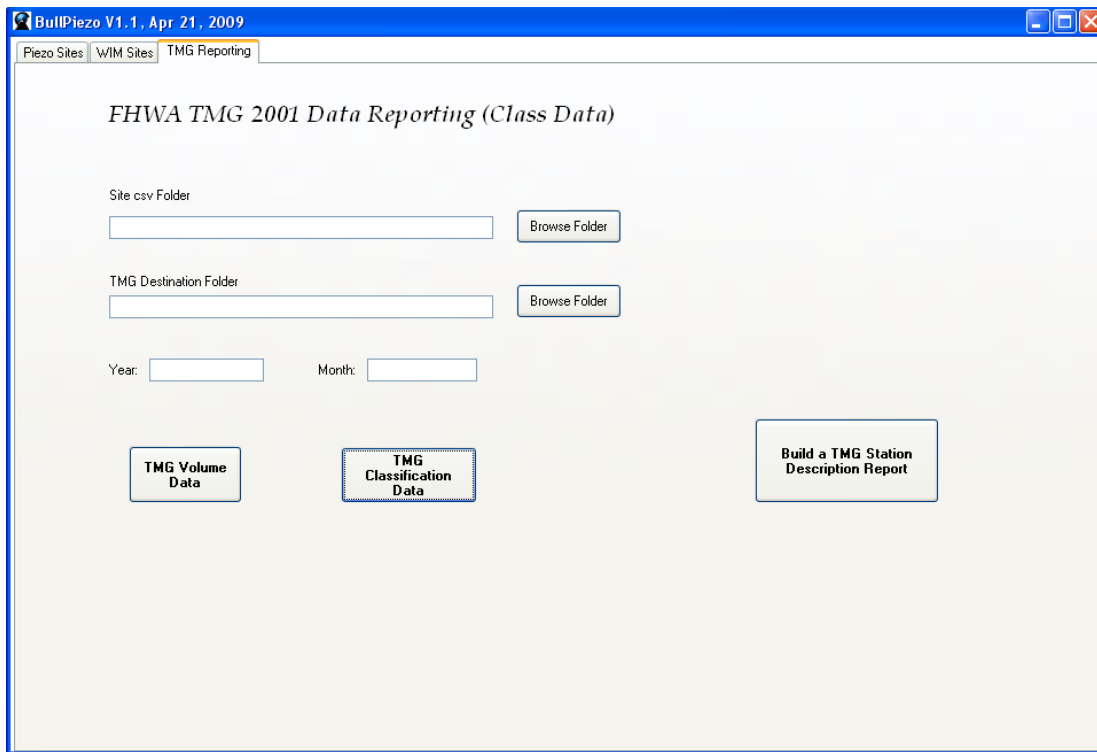 BullPiezo V1.1, Apr 21, 2009
Piezo Sites WIM Sites TMG Reporting
FHWA TMG 2001 Data Reporting (Class Data)
Site csv Folder
Browse Folder
TMG Destination Folder
Browse Folder
Year: Month:
TMG Volume
Data
TMG
Classification
Data
Build a TMG Station
Description Report